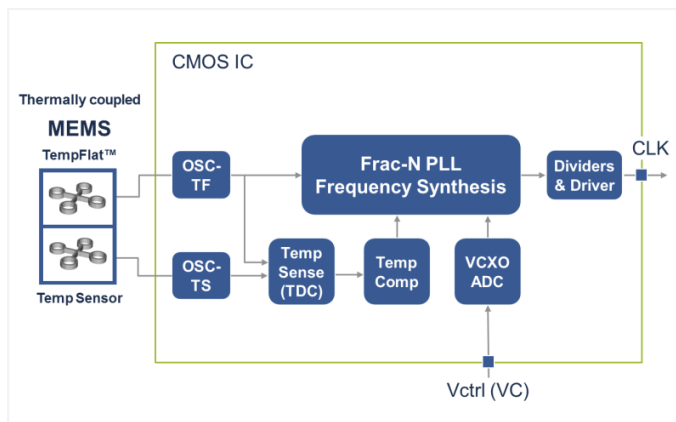 CMOS IC
Thermally coupled
MEMS
TempFlat™
Temp Sensor
OSC-
TF
OSC-
TS
Temp
Sense
(TDC)
Temp
Comp
Frac-N PLL
Frequency Synthesis
VCXO
ADC
Dividers
& Driver
CLK
Vctrl (VC)